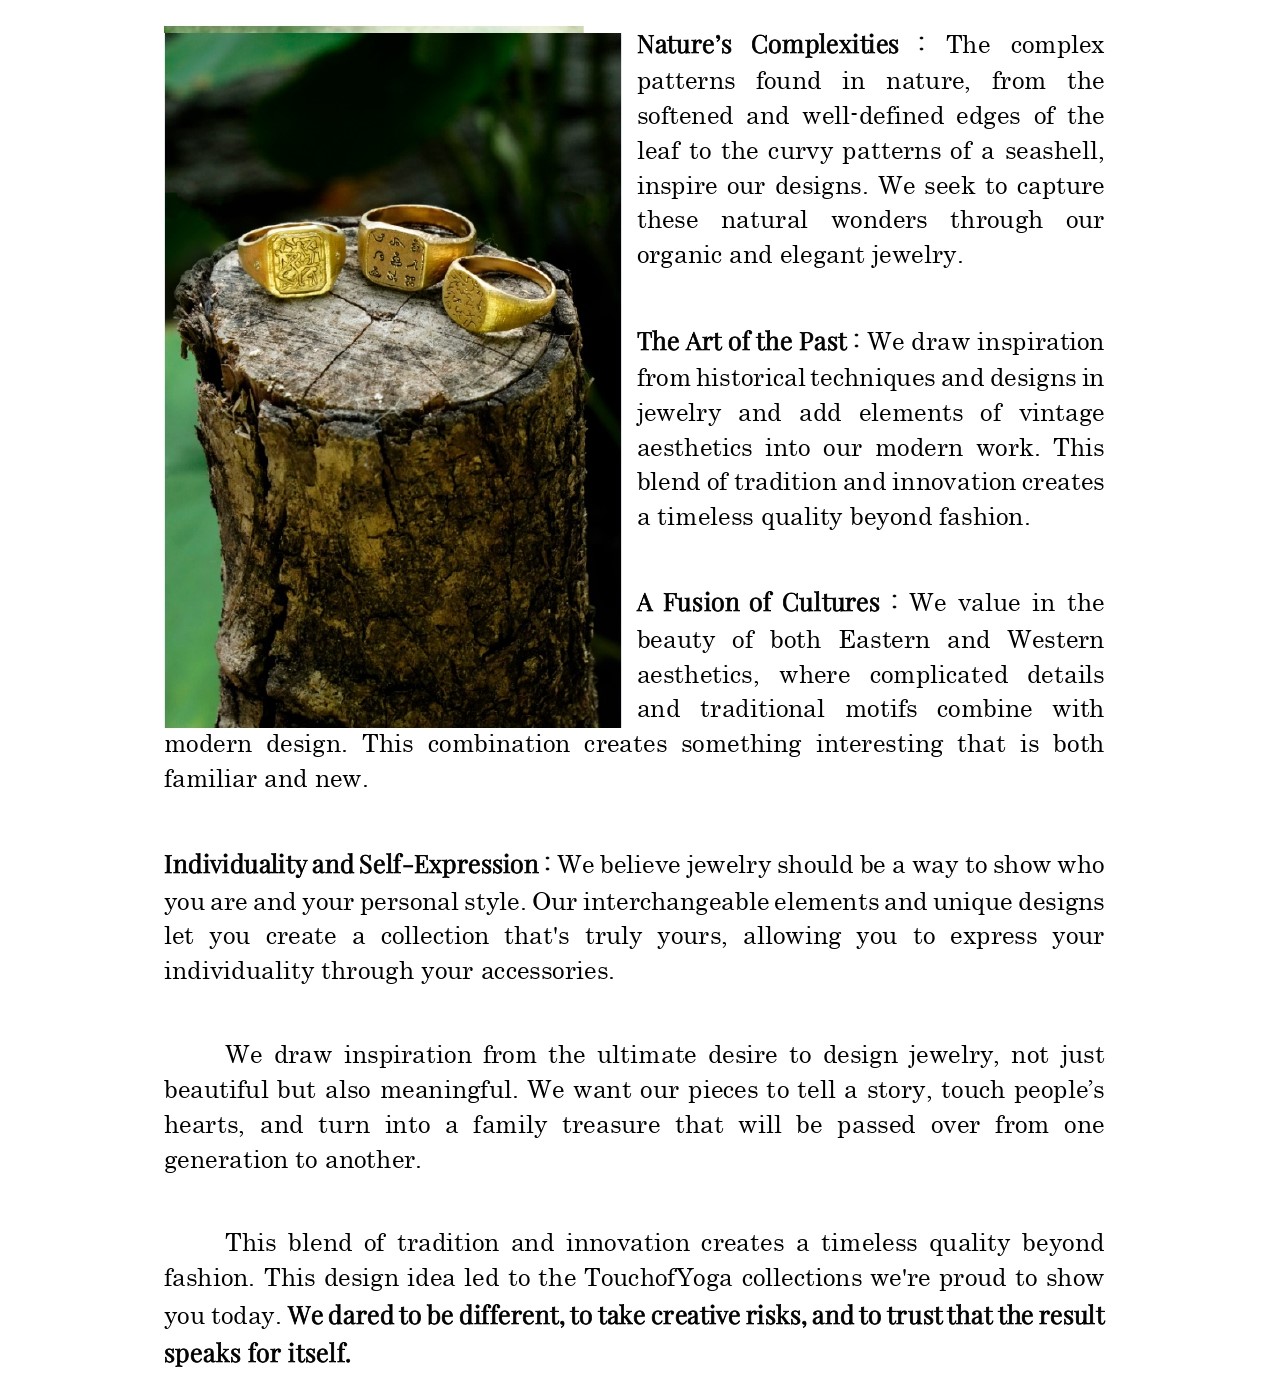 Nature’s Complexities : The complex
patterns found in nature, from the
softened and well-defined edges of the
leaf to the curvy patterns of a seashell,
inspire our designs. We seek to capture
these natural wonders through our
organic and elegant jewelry.
The Art of the Past : We draw inspiration
from historical techniques and designs in
jewelry and add elements of vintage
aesthetics into our modern work. This
blend of tradition and innovation creates
a timeless quality beyond fashion.
A Fusion of Cultures : We value in the
beauty of both Eastern and Western
aesthetics, where complicated details
and traditional motifs combine with
modern design. This combination creates something interesting that is both
familiar and new.
Individuality and Self-Expression : We believe jewelry should be a way to show who
you are and your personal style. Our interchangeable elements and unique designs
let you create a collection that's truly yours, allowing you to express your
individuality through your accessories.
We draw inspiration from the ultimate desire to design jewelry, not just
beautiful but also meaningful. We want our pieces to tell a story, touch people’s
hearts, and turn into a family treasure that will be passed over from one
generation to another.
This blend of tradition and innovation creates a timeless quality beyond
fashion. This design idea led to the TouchofYoga collections we're proud to show
you today. We dared to be different, to take creative risks, and to trust that the result
speaks for itself.